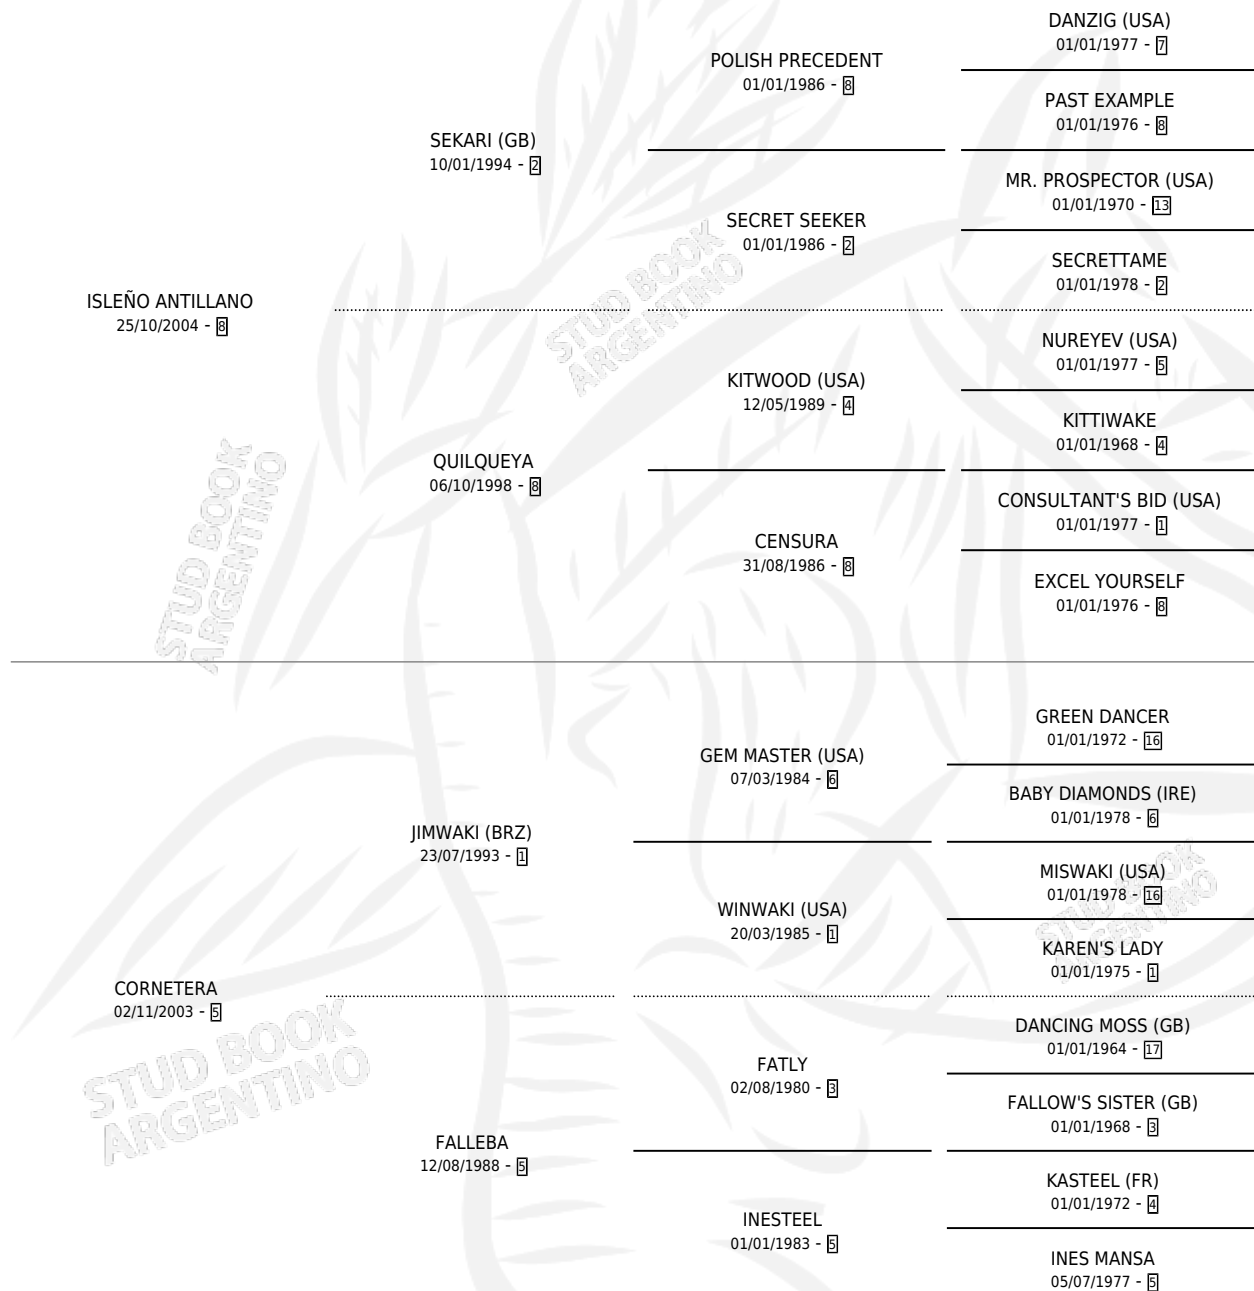 DANZIG (USA)
01/01/1977 - 7
POLISH PRECEDENT
01/01/1986 - 8
PAST EXAMPLE
01/01/1976 - 8
SEKARI (GB)
10/01/1994 - 2
MR. PROSPECTOR (USA)
01/01/1970 - 13
SECRET SEEKER
01/01/1986 - 2
SECRETTAME
01/01/1978 - 2
ISLEÑO ANTILLANO
25/10/2004 - 8
NUREYEV (USA)
01/01/1977 - 5
KITWOOD (USA)
12/05/1989 - 4
KITTIWAKE
01/01/1968 - 4
QUILQUEYA
06/10/1998 - 8
CONSULTANT'S BID (USA)
01/01/1977 - 1
CENSURA
31/08/1986 - 8
EXCEL YOURSELF
01/01/1976 - 8
GREEN DANCER
01/01/1972 - 16
GEM MASTER (USA)
07/03/1984 - 6
BABY DIAMONDS (IRE)
01/01/1978 - 6
JIMWAKI (BRZ)
23/07/1993 - 1
MISWAKI (USA)
01/01/1978 - 16
WINWAKI (USA)
20/03/1985 - 1
KAREN'S LADY
01/01/1975 - 1
CORNETERA
02/11/2003 - 5
DANCING MOSS (GB)
01/01/1964 - 17
FATLY
02/08/1980 - 3
FALLOW'S SISTER (GB)
01/01/1968 - 3
FALLEBA
12/08/1988 - 5
KASTEEL (FR)
01/01/1972 - 4
INESTEEL
01/01/1983 - 5
INES MANSA
05/07/1977 - 5
STUD BOOK
ARGENTINO
STUD BOOK
ARGENTINO
STUD BOOK
ARGENTINO
STUD BOOK
ARGENTINO